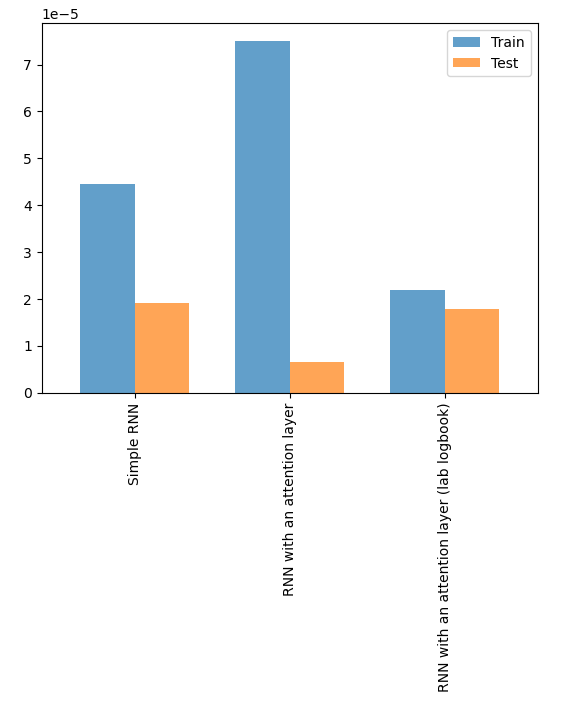 1e−5
Train
Test
7
6
5
4
3
2
1
0
Simple RNN
RNN with an attention layer
RNN with an attention layer (lab logbook)